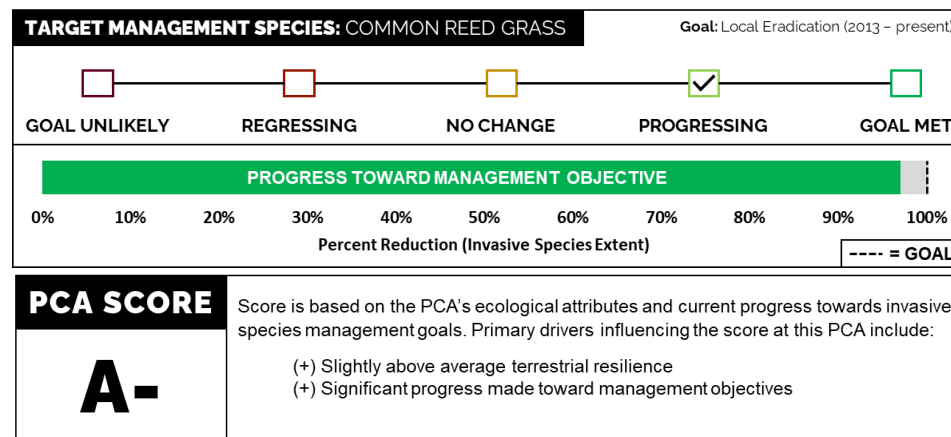 TARGET MANAGEMENT SPECIES: COMMON REED GRASS
Goal: Local Eradication (2013 – present)
GOAL UNLIKELY REGRESSING NO CHANGE PROGRESSING GOAL MET
PROGRESS TOWARD MANAGEMENT OBJECTIVE
0% 10% 20% 30% 40% 50% 60% 70% 80% 90% 100%
Percent Reduction (Invasive Species Extent)
---- = GOAL
PCA SCORE
A-
Score is based on the PCA's ecological attributes and current progress towards invasive
species management goals. Primary drivers influencing the score at this PCA include:
(+) Slightly above average terrestrial resilience
(+) Significant progress made toward management objectives